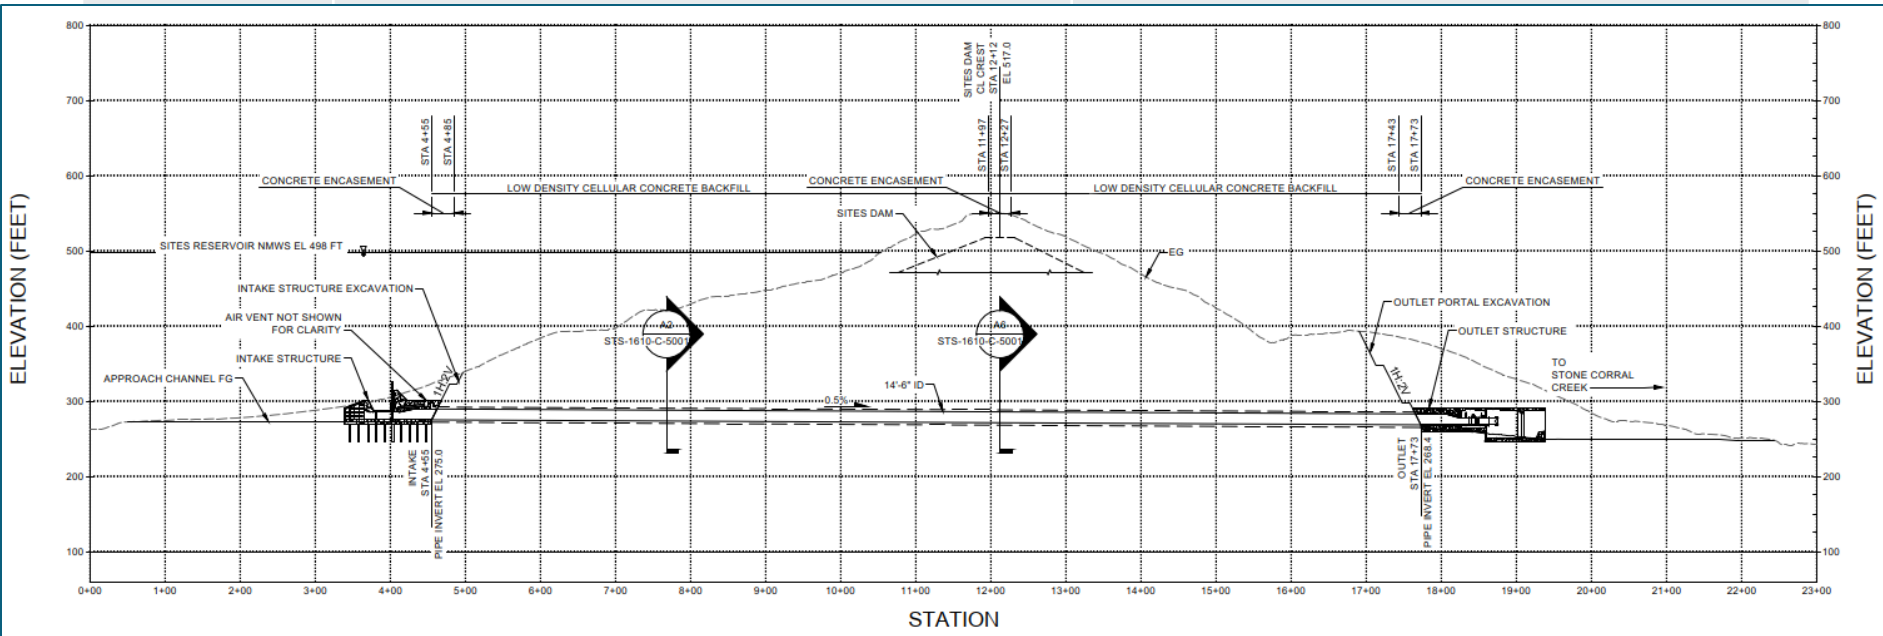 800
700
600
500
400
300
200
100
ELEVATION (FEET)
SITES DAM
CL CREST
STA 12+12
EL 517.0
STA 4+55
STA 4+85
STA 11+97
STA 12+27
STA 17+43
STA 17+73
CONCRETE ENCASEMENT
LOW DENSITY CELLULAR CONCRETE BACKFILL
CONCRETE ENCASEMENT
LOW DENSITY CELLULAR CONCRETE BACKFILL
CONCRETE ENCASEMENT
SITES DAM
SITES RESERVOIR NMWS EL 498 FT
EG
INTAKE STRUCTURE EXCAVATION
AIR VENT NOT SHOWN
FOR CLARITY
INTAKE STRUCTURE
APPROACH CHANNEL FG
1H:2V
A2
STS-1610-C-5001
A6
STS-1610-C-5001
OUTLET PORTAL EXCAVATION
OUTLET STRUCTURE
1H:2V
TO
STONE CORRAL
CREEK
14'-6" ID
0.5%
INTAKE
STA 4+55
PIPE INVERT EL 275.0
OUTLET
STA 17+73
PIPE INVERT EL 268.4
800
700
600
500
400
300
200
100
ELEVATION (FEET)
0+00 1+00 2+00 3+00 4+00 5+00 6+00 7+00 8+00 9+00 10+00 11+00 12+00 13+00 14+00 15+00 16+00 17+00 18+00 19+00 20+00 21+00 22+00 23+00
STATION